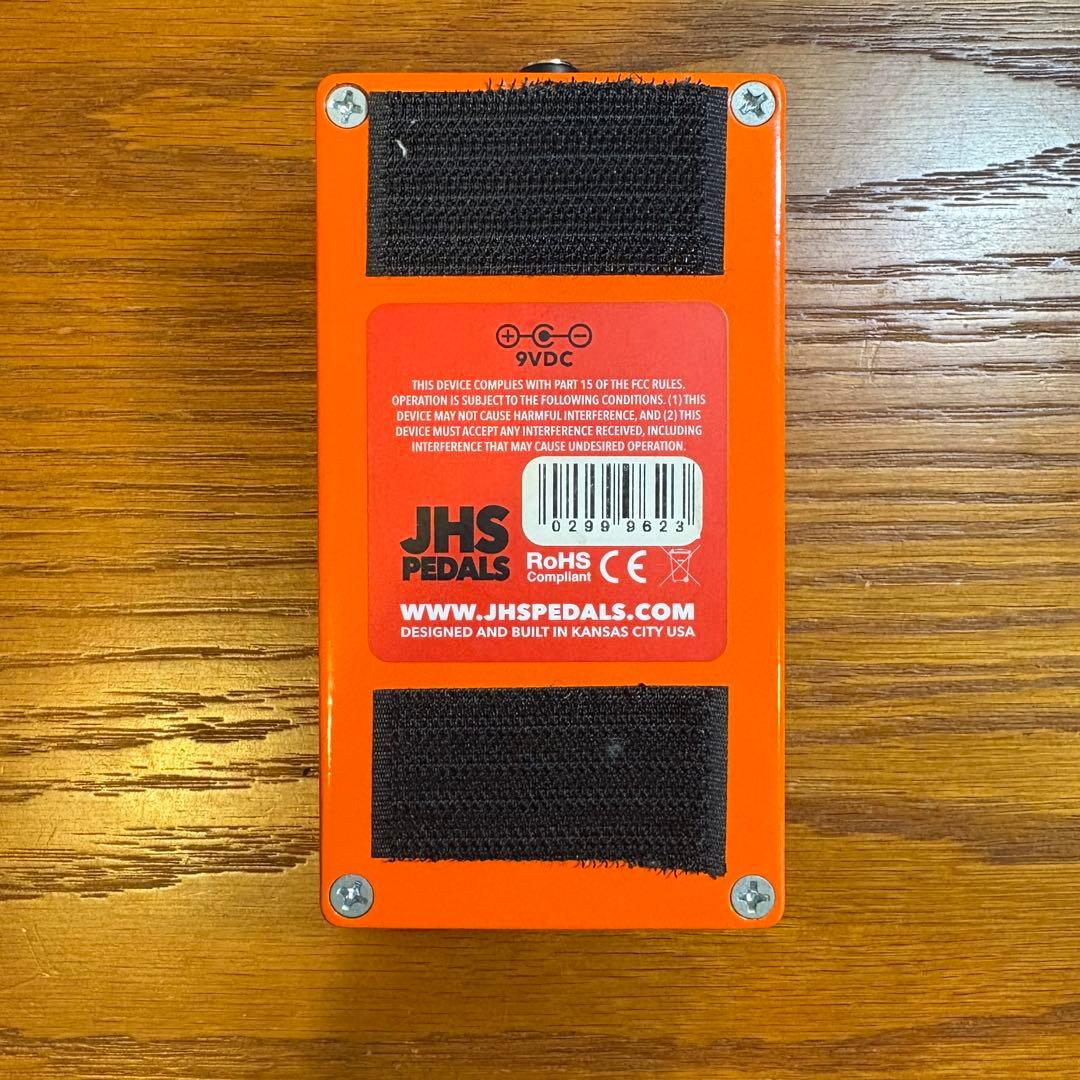 9VDC
THIS DEVICE COMPLIES WITH PART 15 OF THE FCC RULES.
OPERATION IS SUBJECT TO THE FOLLOWING CONDITIONS. (1) THIS
DEVICE MAY NOT CAUSE HARMFUL INTERFERENCE, AND (2) THIS
DEVICE MUST ACCEPT ANY INTERFERENCE RECEIVED, INCLUDING
INTERFERENCE THAT MAY CAUSE UNDESIRED OPERATION.
0299 9623
JHS
PEDALS
RoHS
Compliant
CE
WWW.JHSPEDALS.COM
DESIGNED AND BUILT IN KANSAS CITY USA